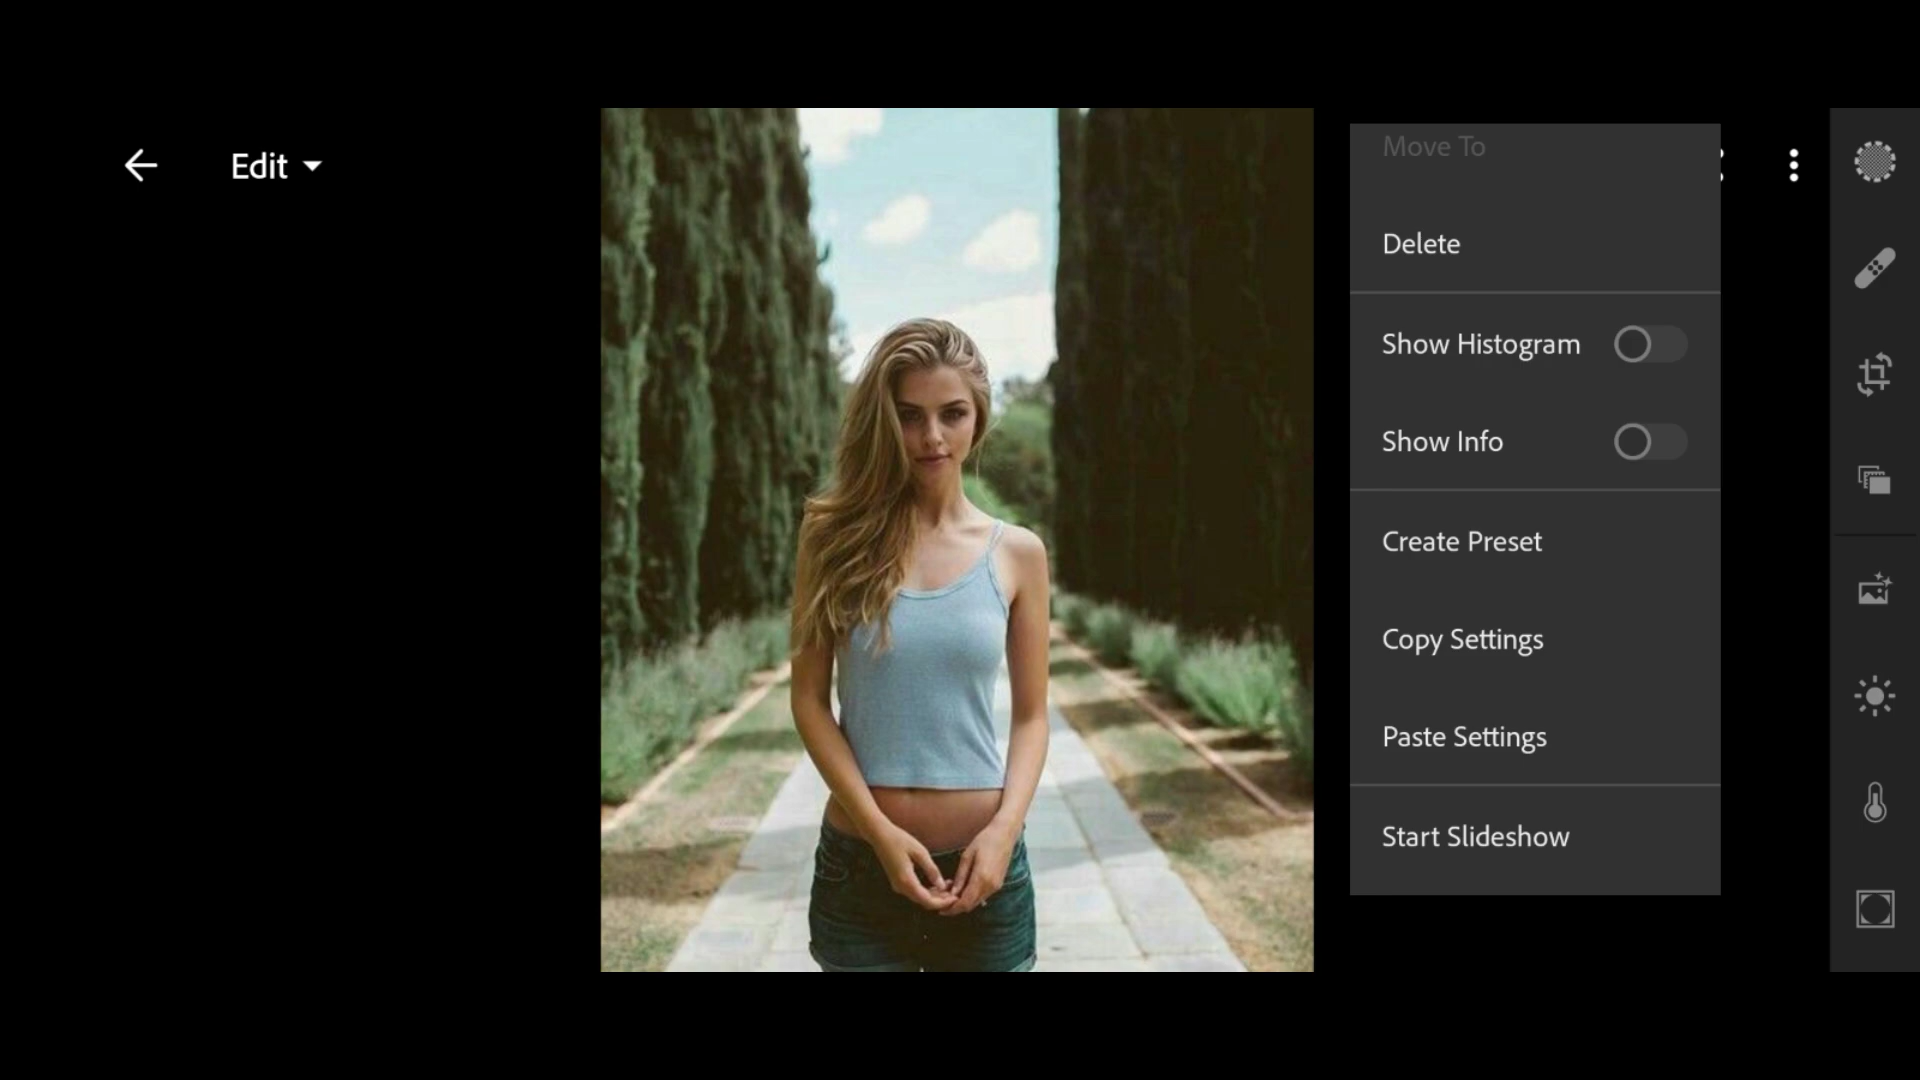 Edit
Move To
Delete
Show Histogram
Show Info
Create Preset
Copy Settings
Paste Settings
Start Slideshow